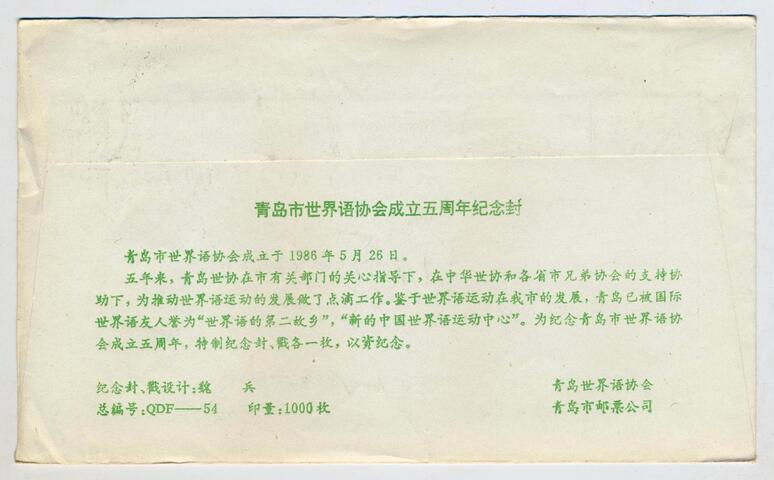 青岛市世界语协会成立五周年纪念封
青岛市世界语协会成立于1986年5月26日。
五年来，青岛世协在市有关部门的关心指导下，在中华世协和各省市兄弟协会的支持协
助下，为推动世界语运动的发展做了点滴工作。鉴于世界语运动在我市的发展，青岛已被国际
世界语友人誉为“世界语的第二故乡”，“新的中国世界语运动中心”。为纪念青岛市世界语协
会成立五周年，特制纪念封、戳各一枚，以资纪念。
纪念封、戳设计：魏 兵
总编号：QDF——54 印量：1000枚
青岛世界语协会
青岛市邮票公司